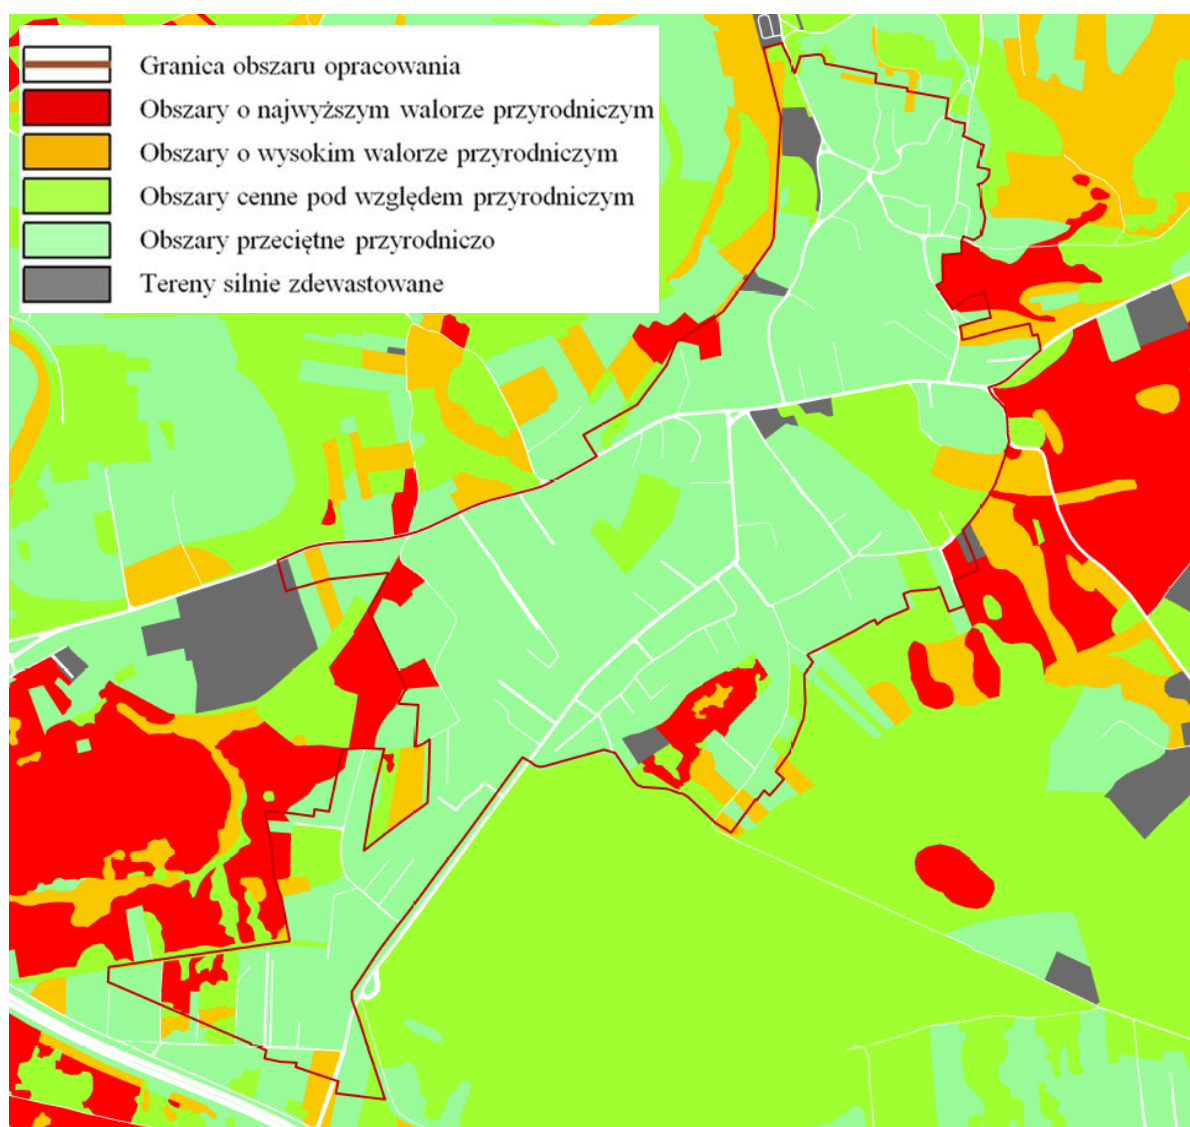 Granica obszaru opracowania
Obszary o najwyższym walorze przyrodniczym
Obszary o wysokim walorze przyrodniczym
Obszary cenne pod względem przyrodniczym
Obszary przeciętne przyrodniczo
Tereny silnie zdewastowane